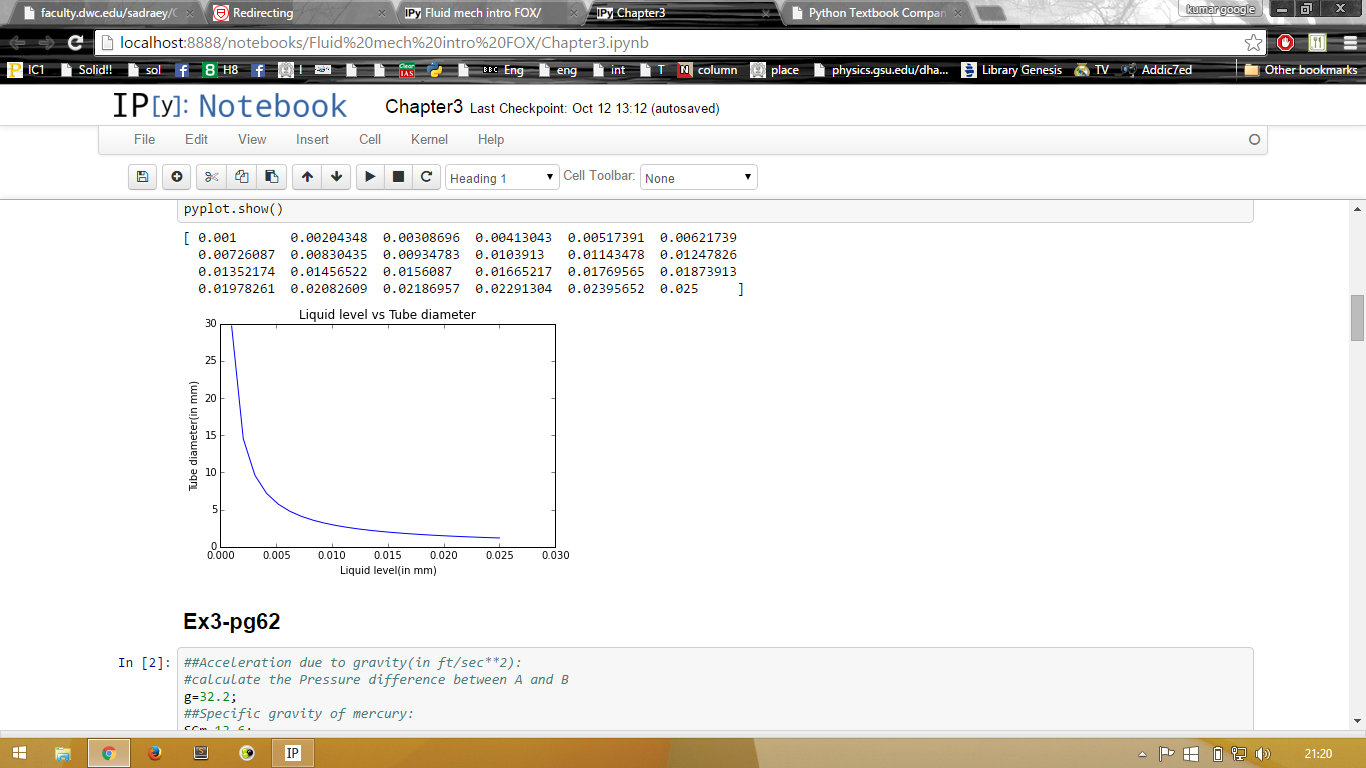 faculty.dwc.edu/sadraey/C
Redirecting
IPy Fluid mech intro FOX/
IPy Chapter3
Python Textbook Compan
kumar google
localhost:8888/notebooks/Fluid%20mech%20intro%20FOX/Chapter3.ipynb
IC1 Solid!! sol H8 I Clear IAS BBC Eng eng int T N column place physics.gsu.edu/dha... Library Genesis TV Addic7ed Other bookmarks
IP[y]: Notebook Chapter3 Last Checkpoint: Oct 12 13:12 (autosaved)
File Edit View Insert Cell Kernel Help
Heading 1 Cell Toolbar: None
pyplot.show()
[ 0.001 0.00204348 0.00308696 0.00413043 0.00517391 0.00621739
0.00726087 0.00830435 0.00934783 0.0103913 0.01143478 0.01247826
0.01352174 0.01456522 0.0156087 0.01665217 0.01769565 0.01873913
0.01978261 0.02082609 0.02186957 0.02291304 0.02395652 0.025 ]
Liquid level vs Tube diameter
30
25
20
15
10
5
0
Tube diameter(in mm)
0.000 0.005 0.010 0.015 0.020 0.025 0.030
Liquid level(in mm)
Ex3-pg62
In [2]:
##Acceleration due to gravity(in ft/sec**2):
#calculate the Pressure difference between A and B
g=32.2;
##Specific gravity of mercury:
IP
21:20